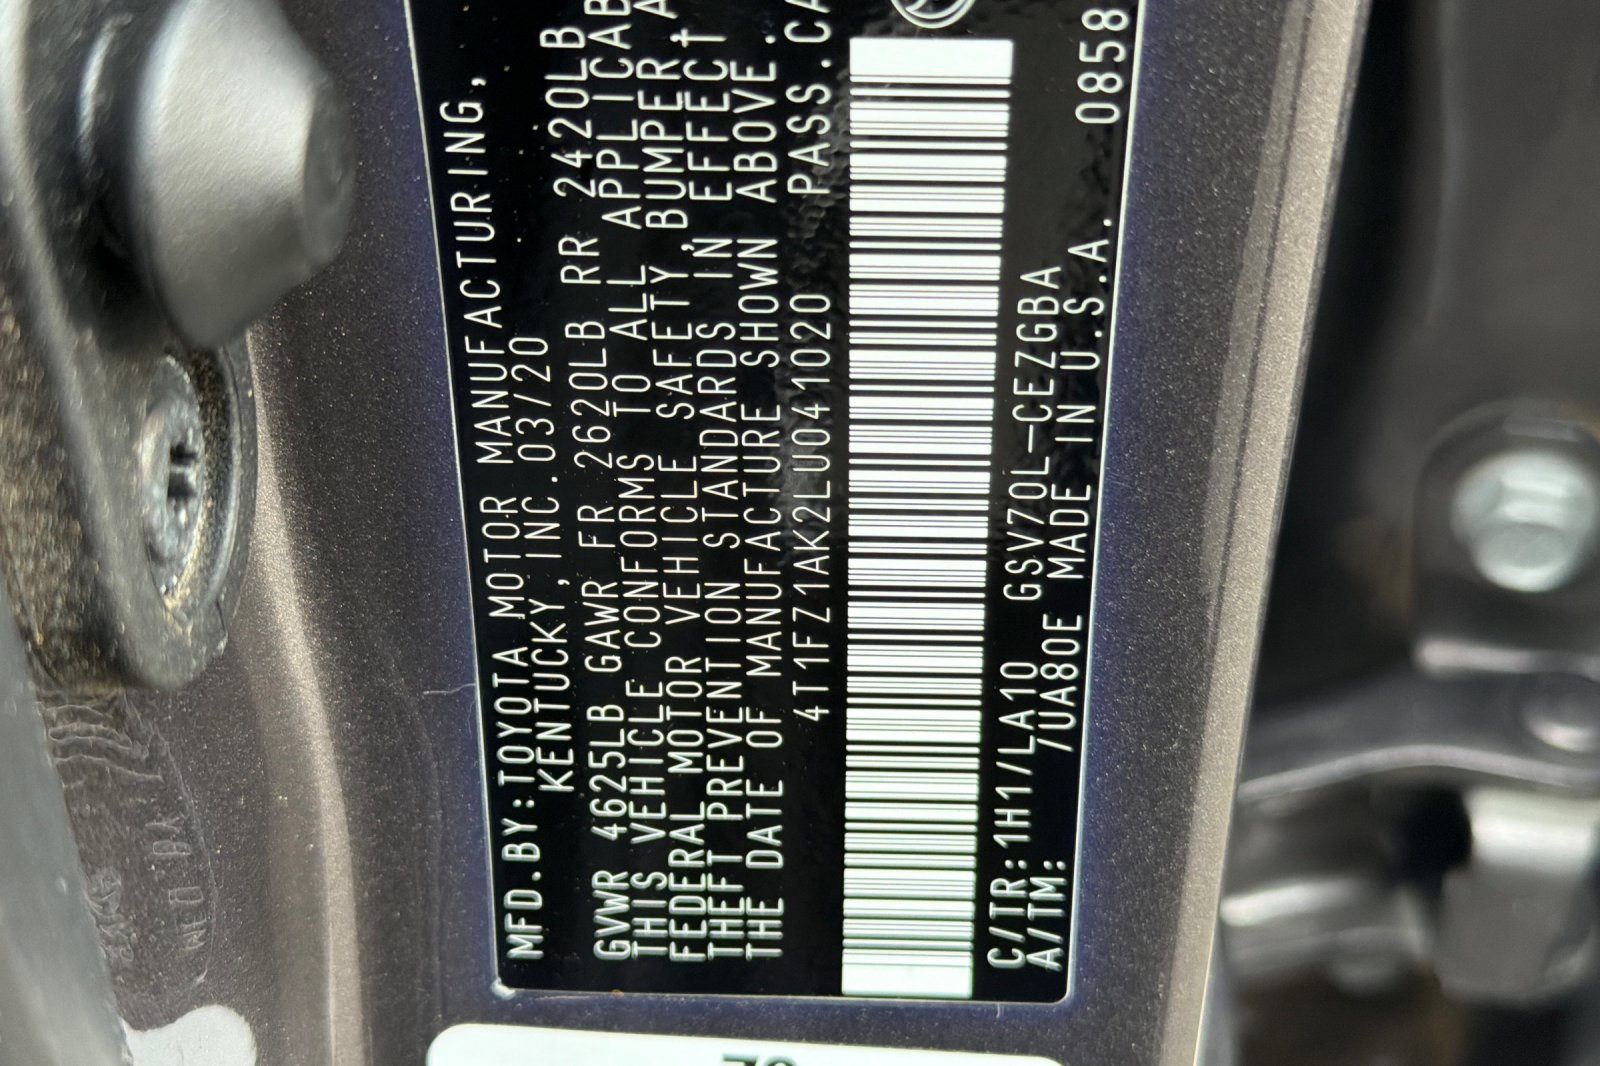 MFD.BY:TOYOTA MOTOR MANUFACTURING,
KENTUCKY, INC. 03/20
GVWR 4625LB GAWR FR 2620LB RR 2420LB
THIS VEHICLE CONFORMS TO ALL APPLICAB
FEDERAL MOTOR VEHICLE SAFETY, BUMPER, A
THEFT PREVENTION STANDARDS IN EFFECT
THE DATE OF MANUFACTURE SHOWN ABOVE.
4T1FZ1AK2LU041020 PASS.CA
C/TR:1H1/LA10 GSV70L-CEZGBA
A/TM: 7UA80E MADE IN U.S.A. 0858